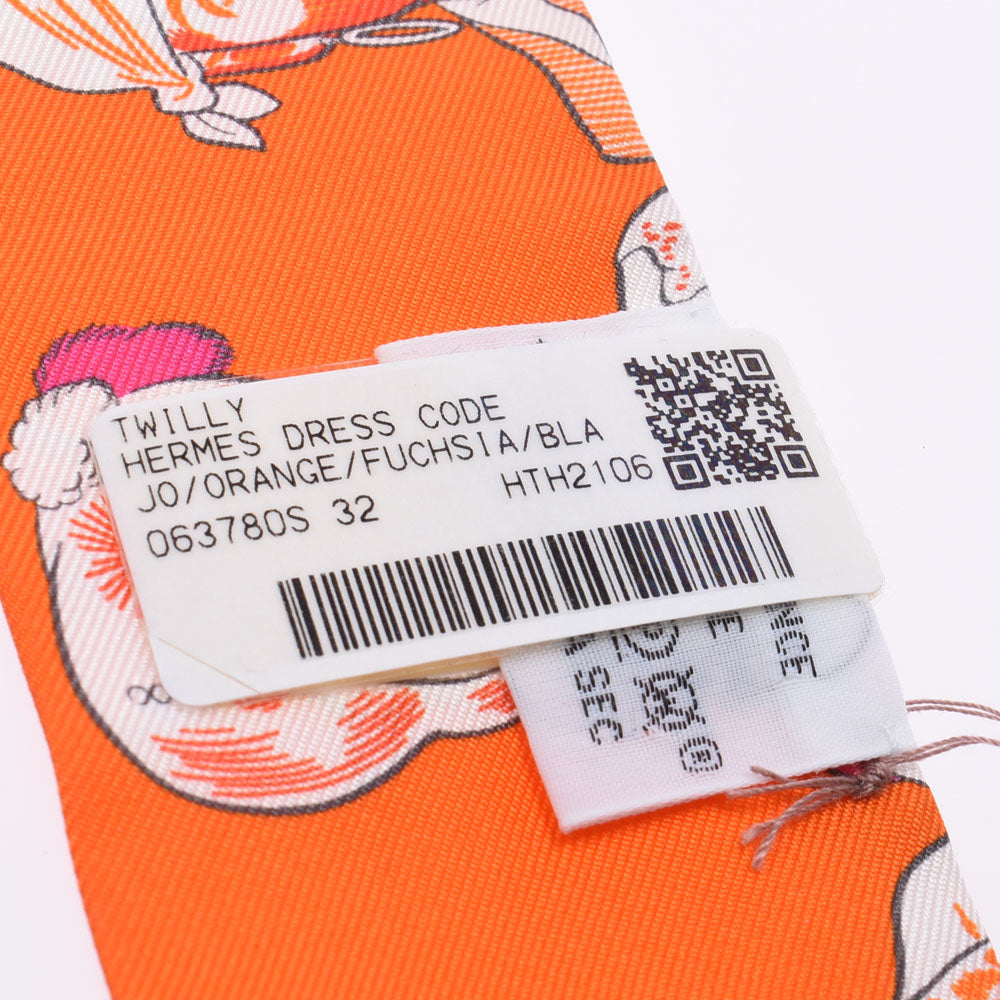 TWILLY
HERMES DRESS CODE
JO/ORANGE/FUCHSIA/BLA
063780S 32 HTH2106